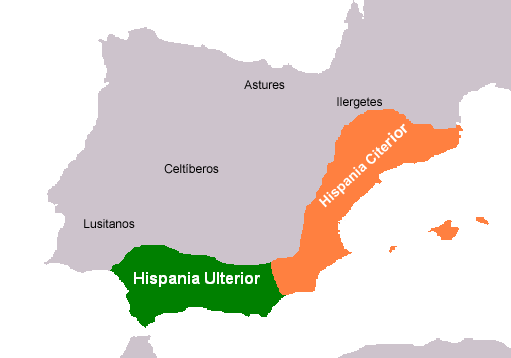 Astures
Ilergetes
Hispania Citerior
Celtíberos
Lusitanos
Hispania Ulterior